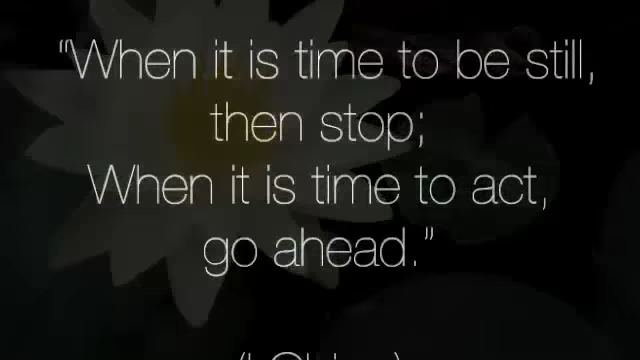 “When it is time to be still,
then stop;
When it is time to act,
go ahead.”